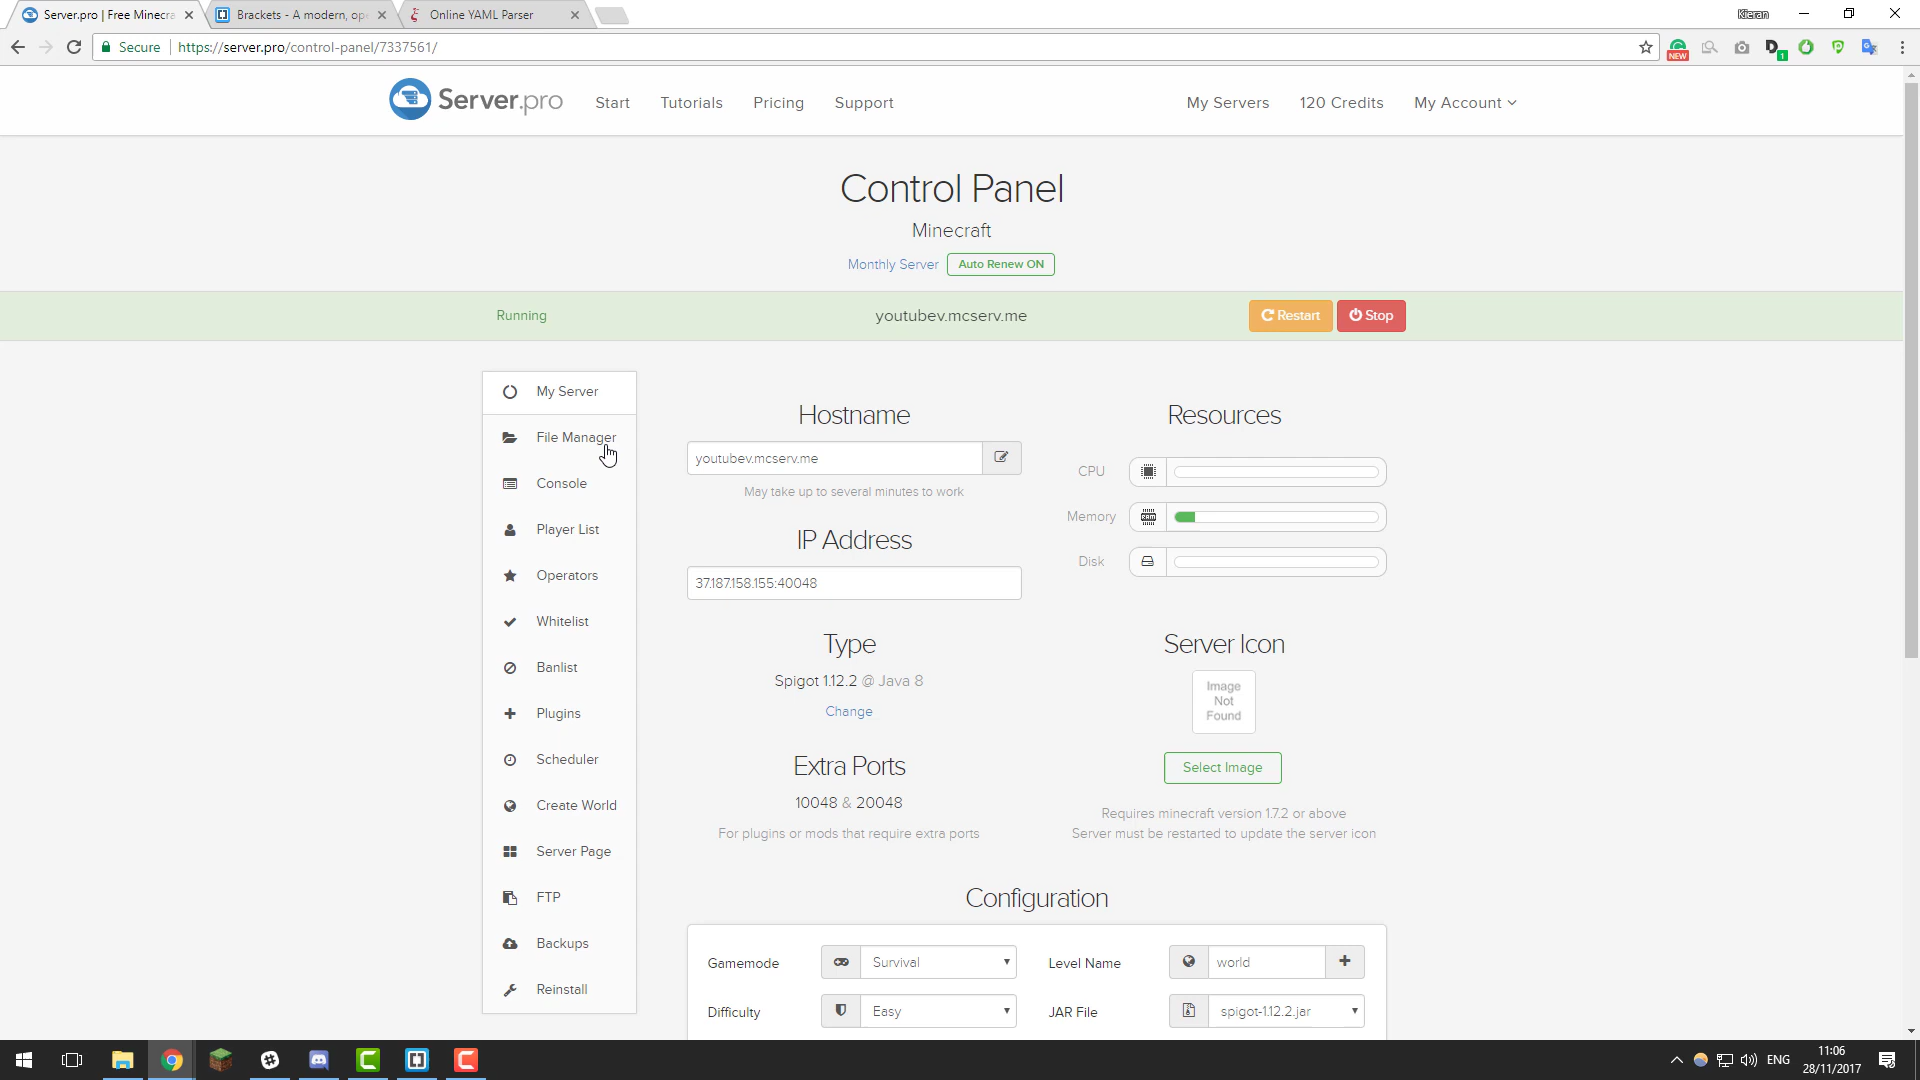 Server.pro | Free Minecra
Brackets - A modern, ope
Online YAML Parser
Kieran
Secure
https://server.pro/control-panel/7337561/
NEW
1
Server.pro
Start
Tutorials
Pricing
Support
My Servers
120 Credits
My Account
Control Panel
Minecraft
Monthly Server
Auto Renew ON
Running
youtubev.mcserv.me
Restart
Stop
My Server
File Manager
Console
Player List
Operators
Whitelist
Banlist
Plugins
Scheduler
Create World
Server Page
FTP
Backups
Reinstall
Hostname
youtubev.mcserv.me
May take up to several minutes to work
IP Address
37.187.158.155:40048
Type
Spigot 1.12.2 @ Java 8
Change
Extra Ports
10048 & 20048
For plugins or mods that require extra ports
Resources
CPU
Memory
RAM
Disk
Server Icon
Image
Not
Found
Select Image
Requires minecraft version 1.7.2 or above
Server must be restarted to update the server icon
Configuration
Gamemode
Survival
Level Name
world
Difficulty
Easy
JAR File
spigot-1.12.2.jar
ENG
11:06
28/11/2017